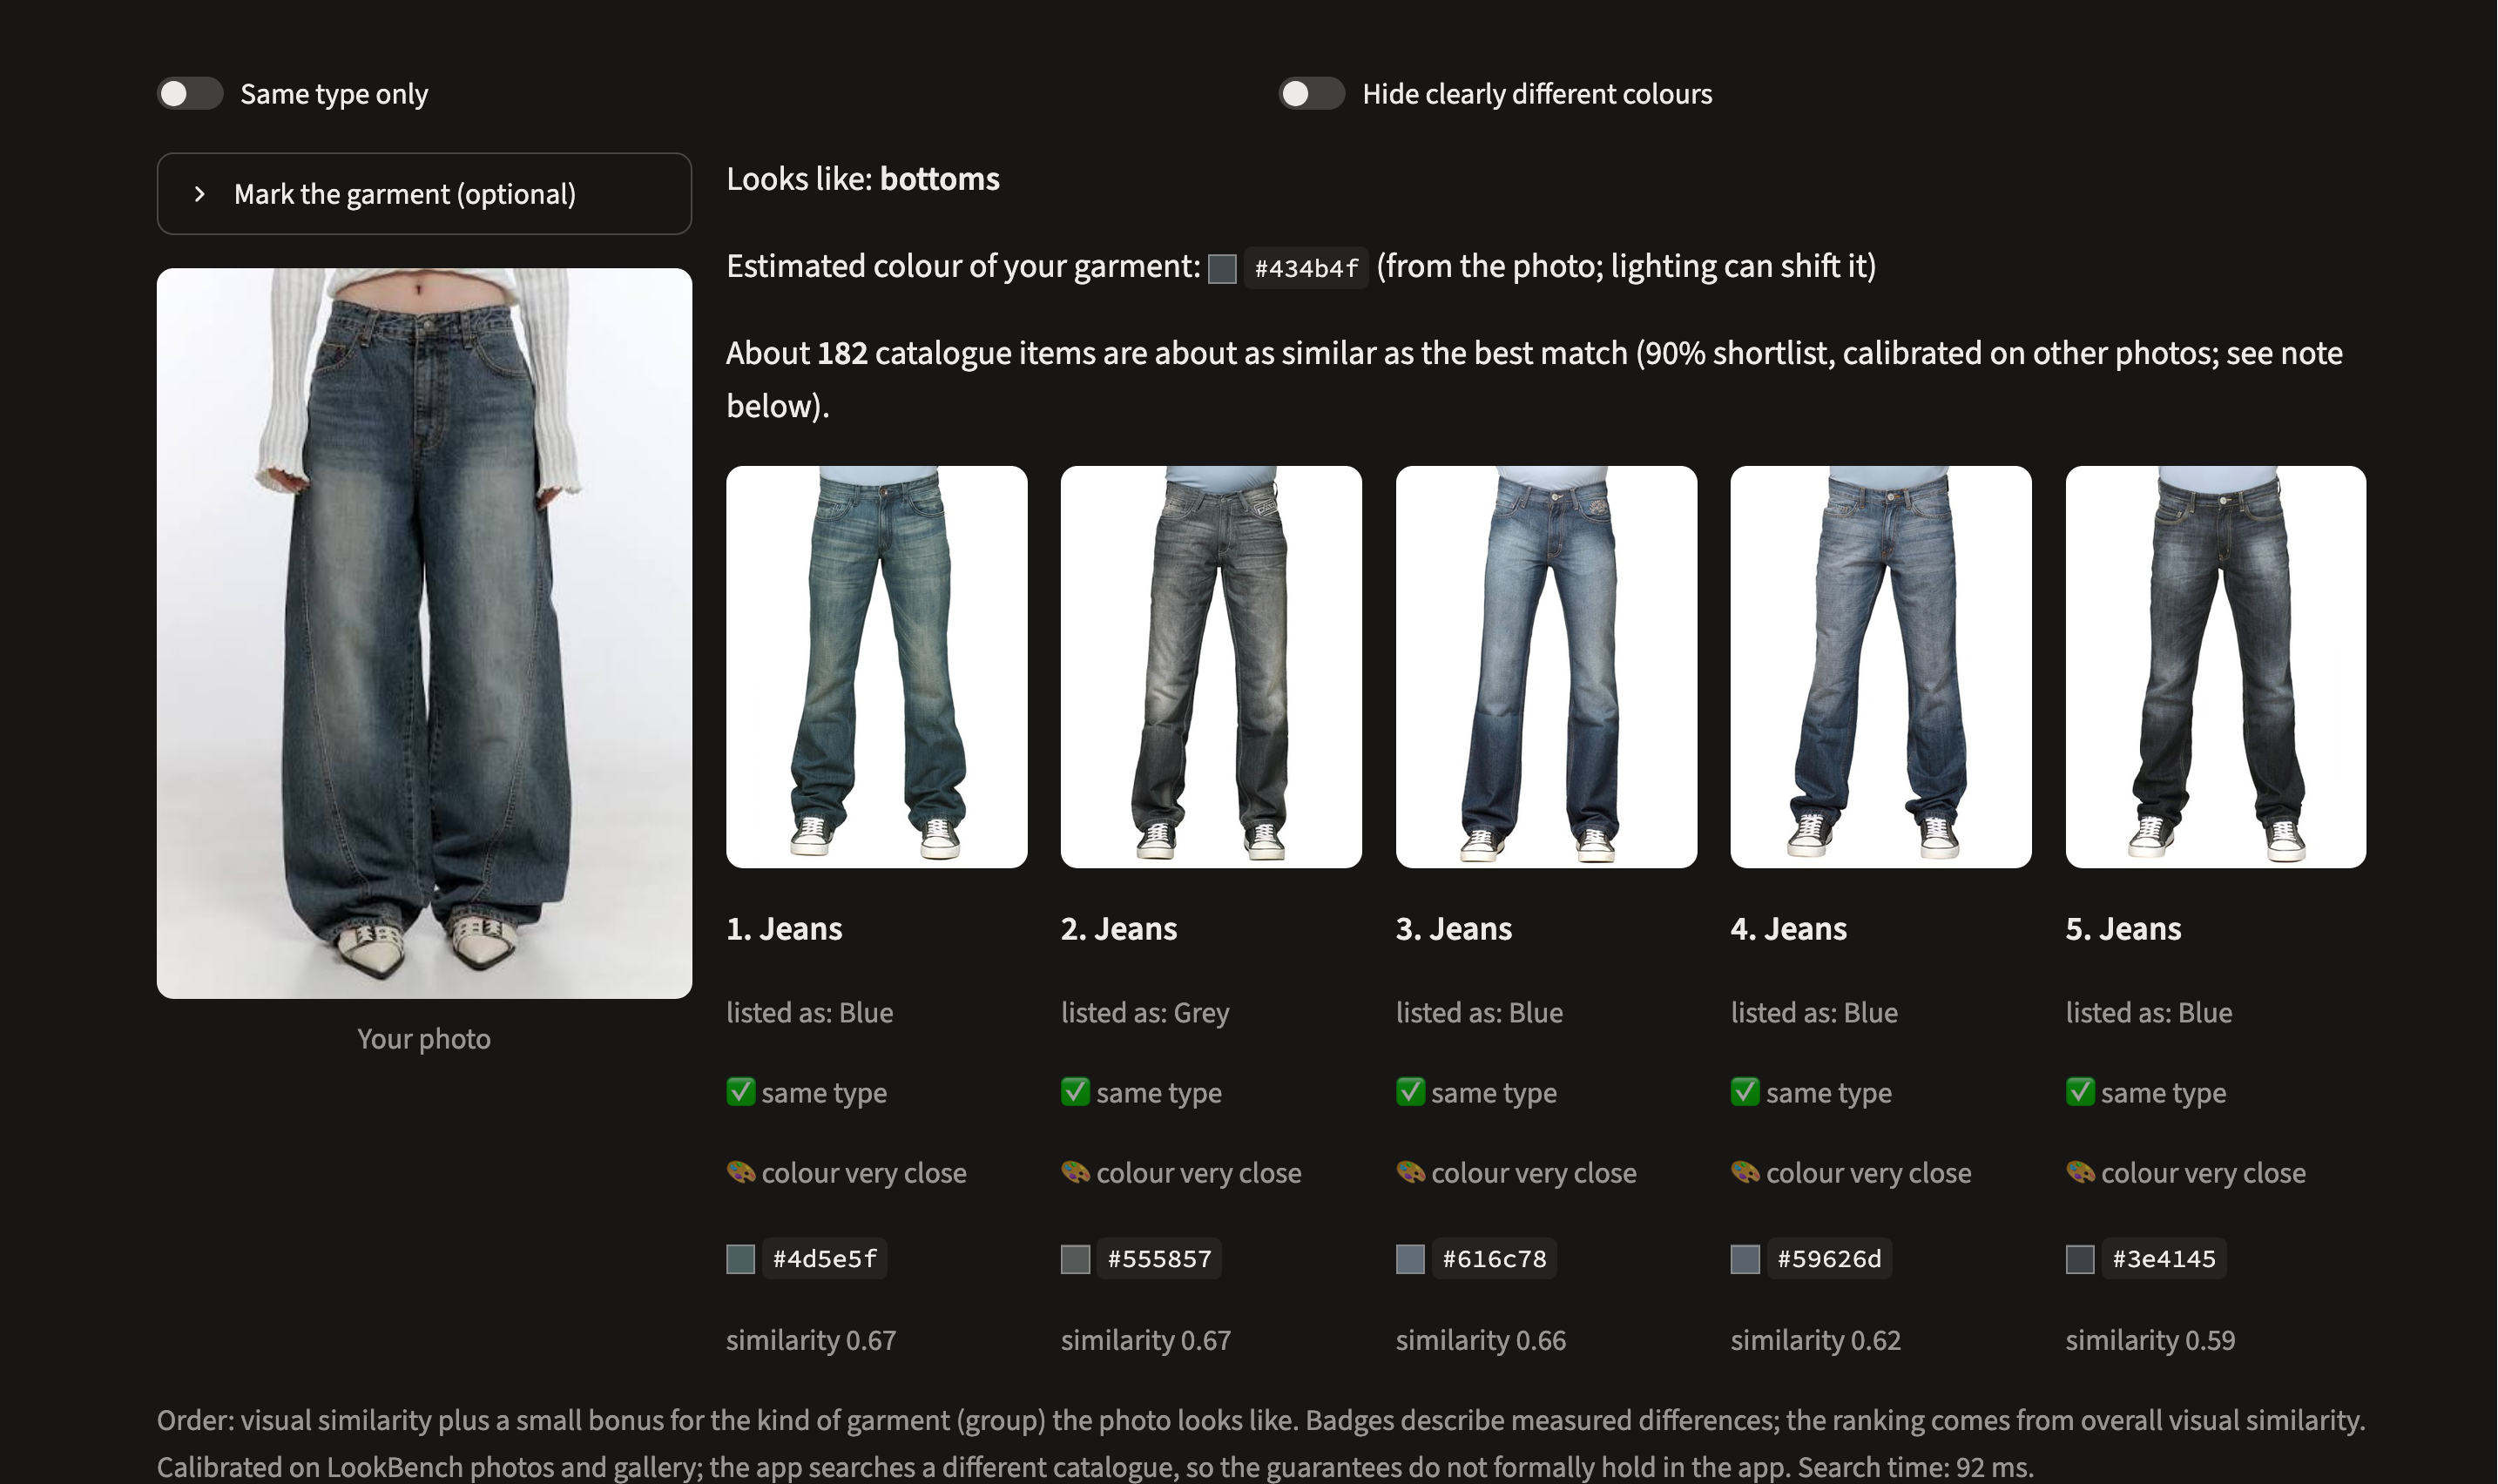 Same type only
Hide clearly different colours
Mark the garment (optional)
Looks like: bottoms
Estimated colour of your garment: #434b4f (from the photo; lighting can shift it)
About 182 catalogue items are about as similar as the best match (90% shortlist, calibrated on other photos; see note
below).
Your photo
1. Jeans
listed as: Blue
✅ same type
🎨 colour very close
#4d5e5f
similarity 0.67
2. Jeans
listed as: Grey
✅ same type
🎨 colour very close
#555857
similarity 0.67
3. Jeans
listed as: Blue
✅ same type
🎨 colour very close
#616c78
similarity 0.66
4. Jeans
listed as: Blue
✅ same type
🎨 colour very close
#59626d
similarity 0.62
5. Jeans
listed as: Blue
✅ same type
🎨 colour very close
#3e4145
similarity 0.59
Order: visual similarity plus a small bonus for the kind of garment (group) the photo looks like. Badges describe measured differences; the ranking comes from overall visual similarity.
Calibrated on LookBench photos and gallery; the app searches a different catalogue, so the guarantees do not formally hold in the app. Search time: 92 ms.